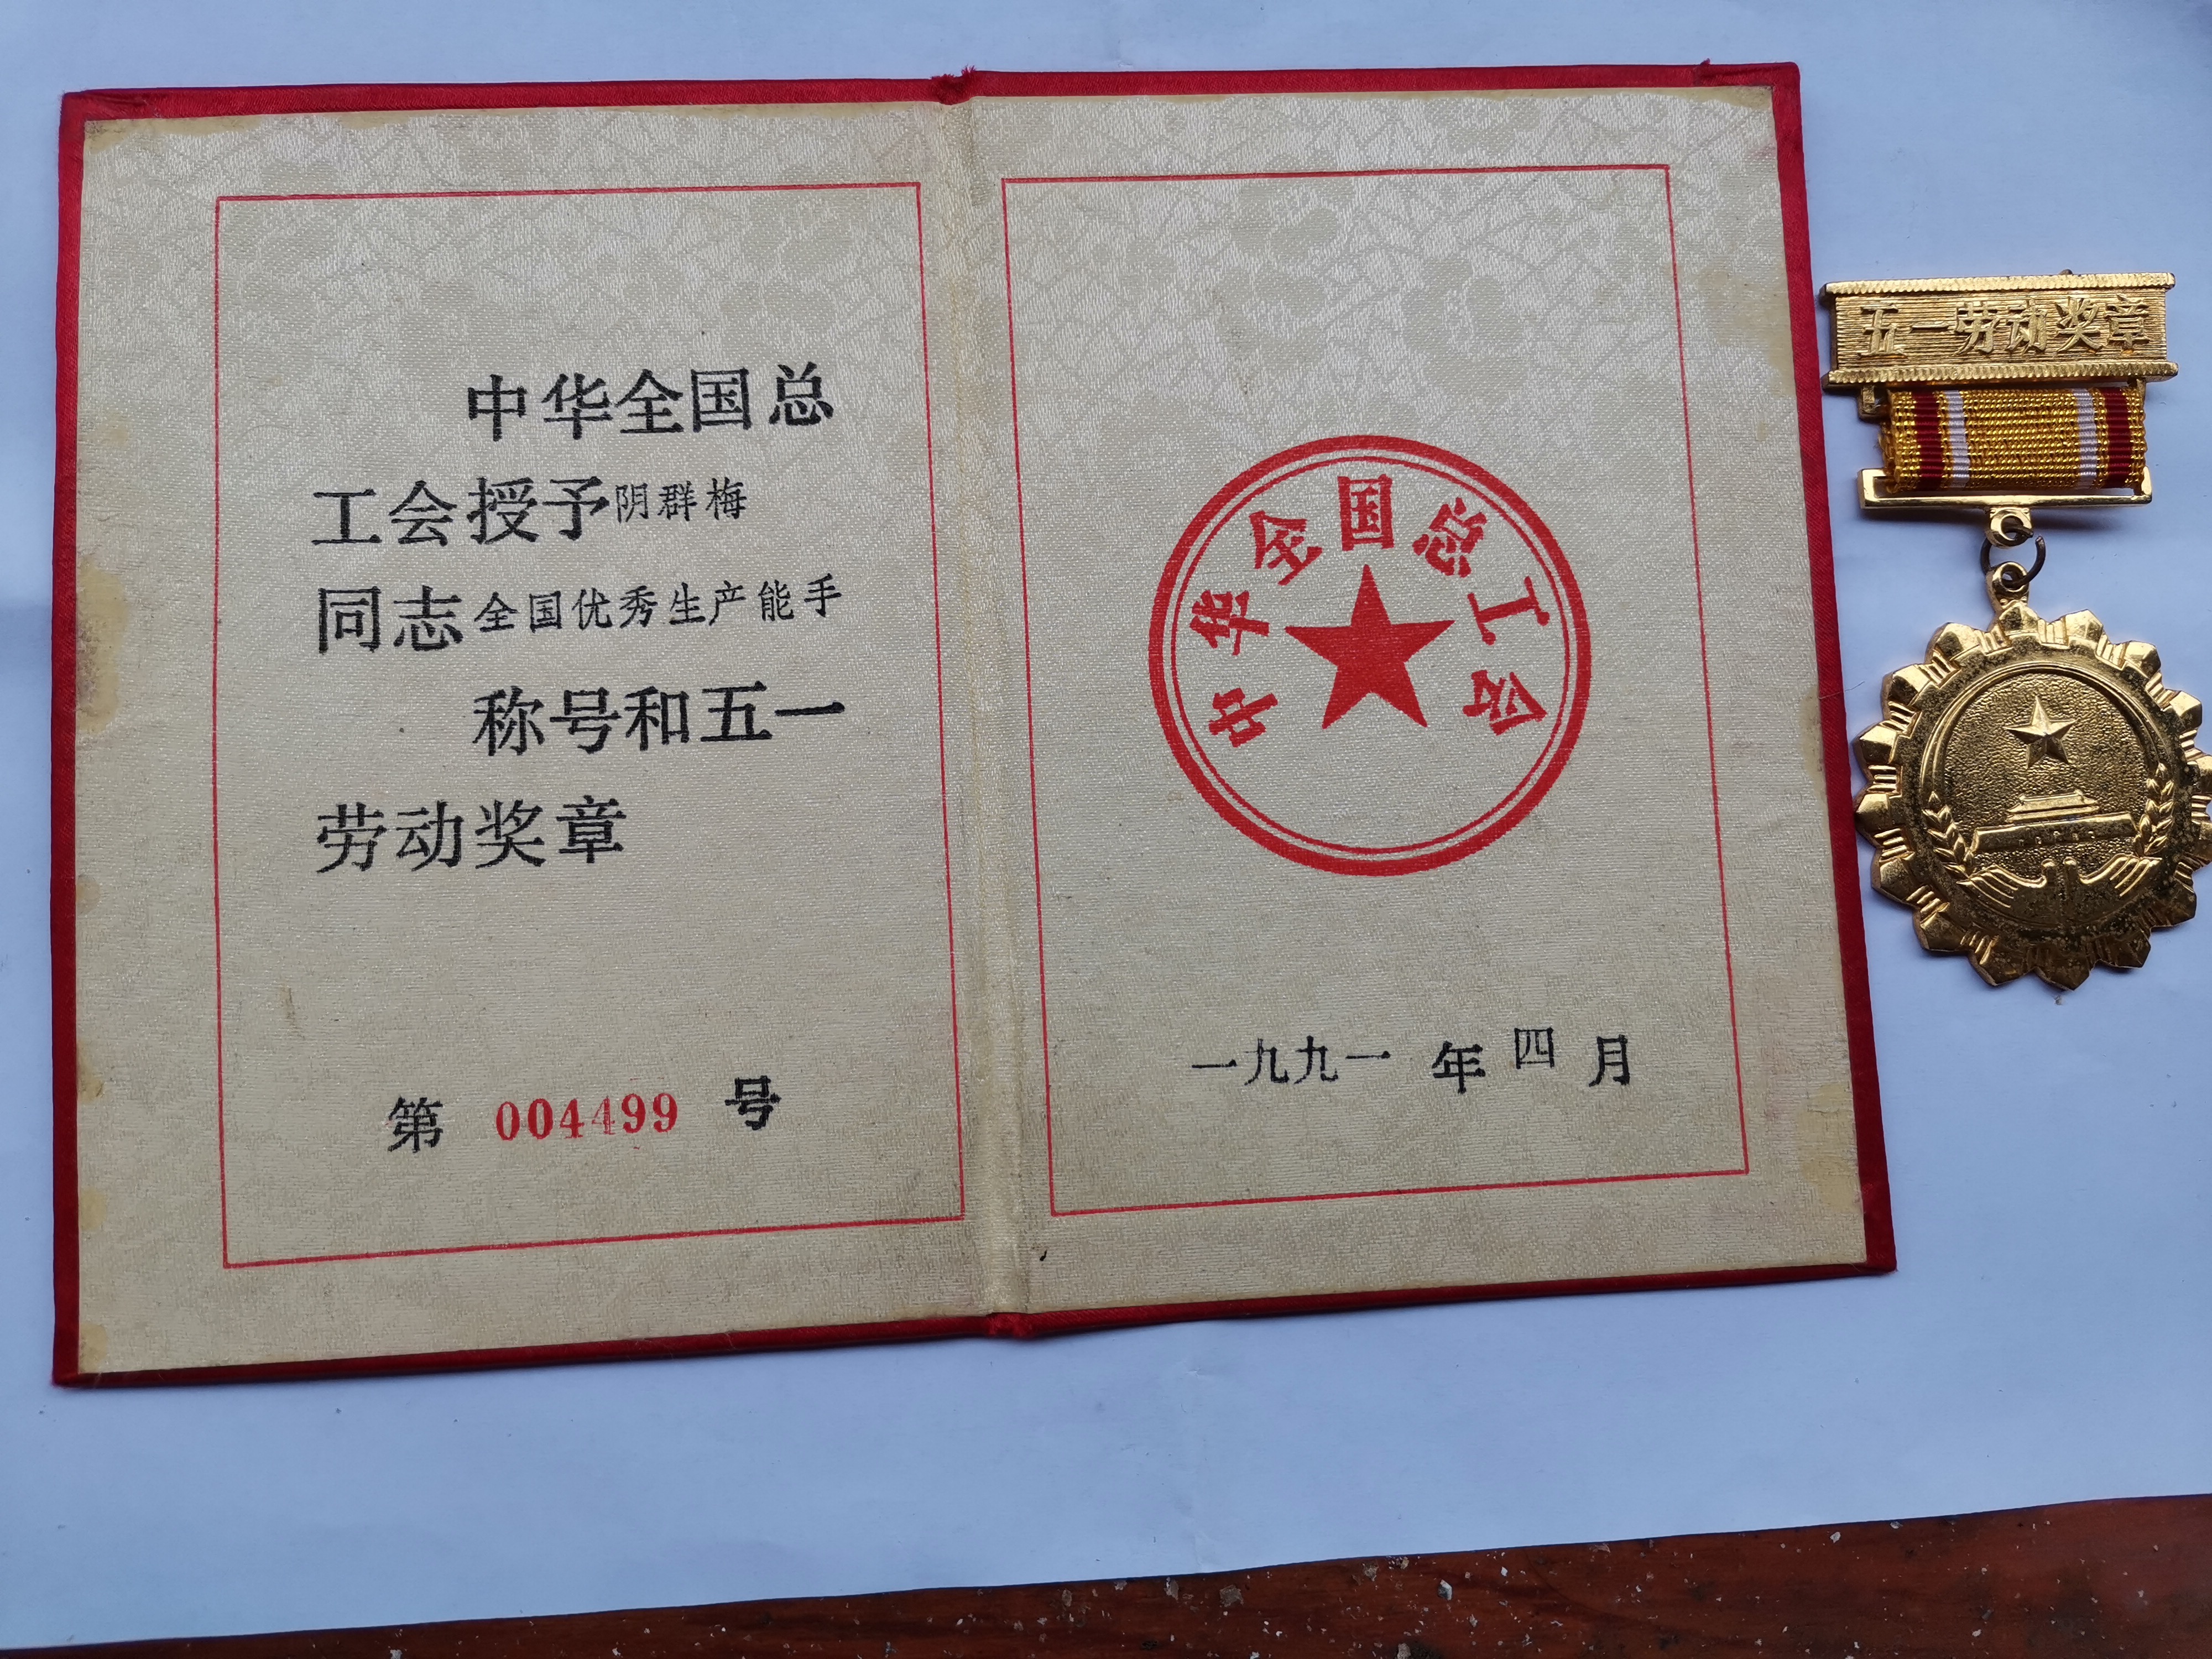 中华全国总
工会授予阴群梅
同志全国优秀生产能手
称号和五一
劳动奖章
第 004499 号
中华全国总工会
一九九一 年 四 月
五一劳动奖章